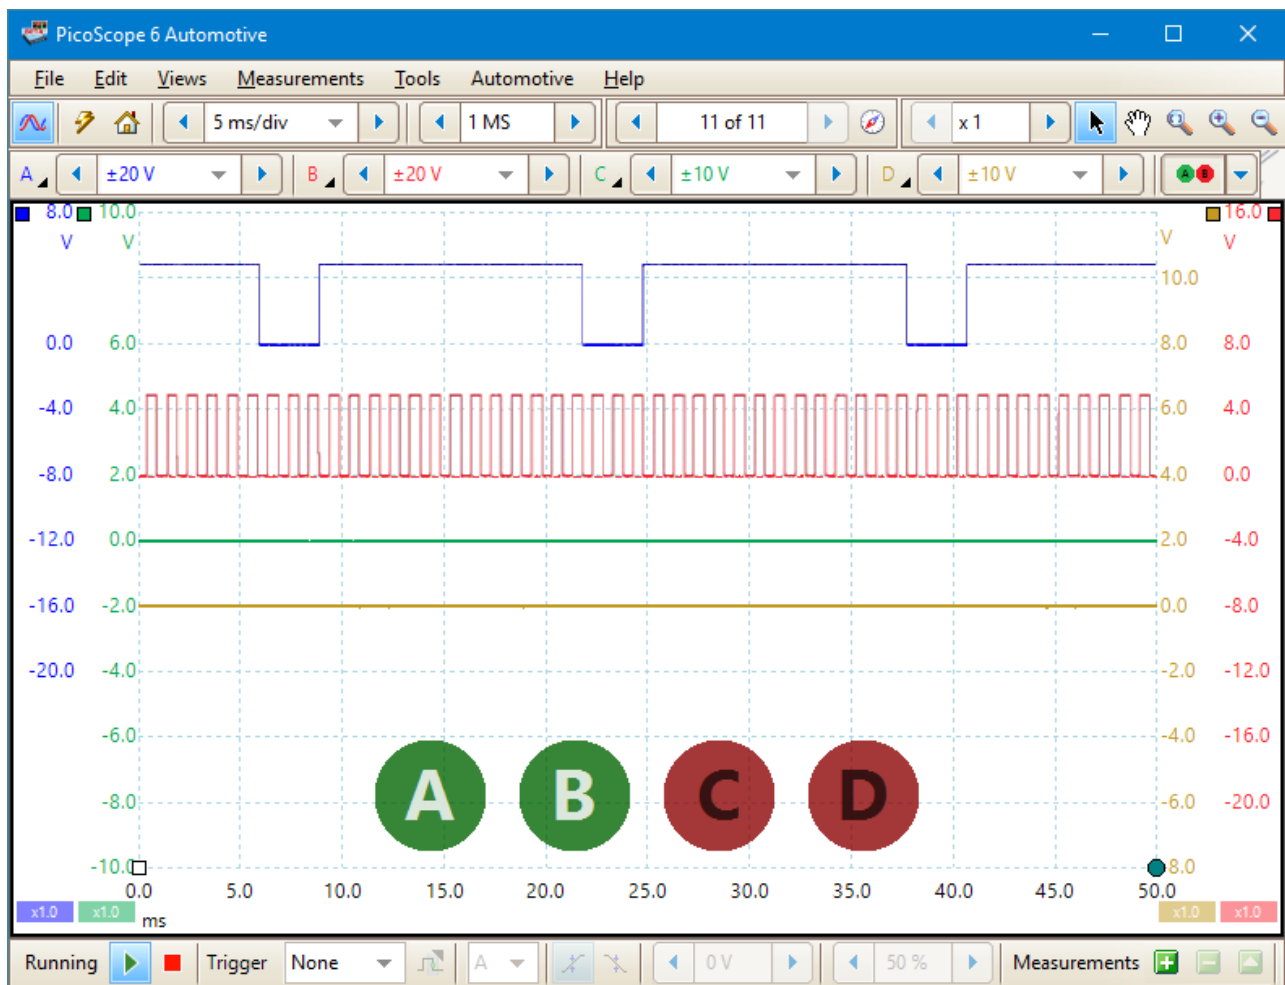 PicoScope 6 Automotive
File Edit Views Measurements Tools Automotive Help
5 ms/div 1 MS 11 of 11 x 1
A ±20 V B ±20 V C ±10 V D ±10 V A B
8.0 10.0 16.0
V V V V
10.0
0.0 6.0 8.0 8.0
-4.0 4.0 6.0 4.0
-8.0 2.0 4.0 0.0
-12.0 0.0 2.0 -4.0
-16.0 -2.0 0.0 -8.0
-20.0 -4.0 -2.0 -12.0
-6.0 -4.0 -16.0
A B C D
-8.0 -6.0 -20.0
-10.0 -8.0
0.0 5.0 10.0 15.0 20.0 25.0 30.0 35.0 40.0 45.0 50.0
x1.0 x1.0 ms x1.0 x1.0
Running Trigger None A 0 V 50 % Measurements